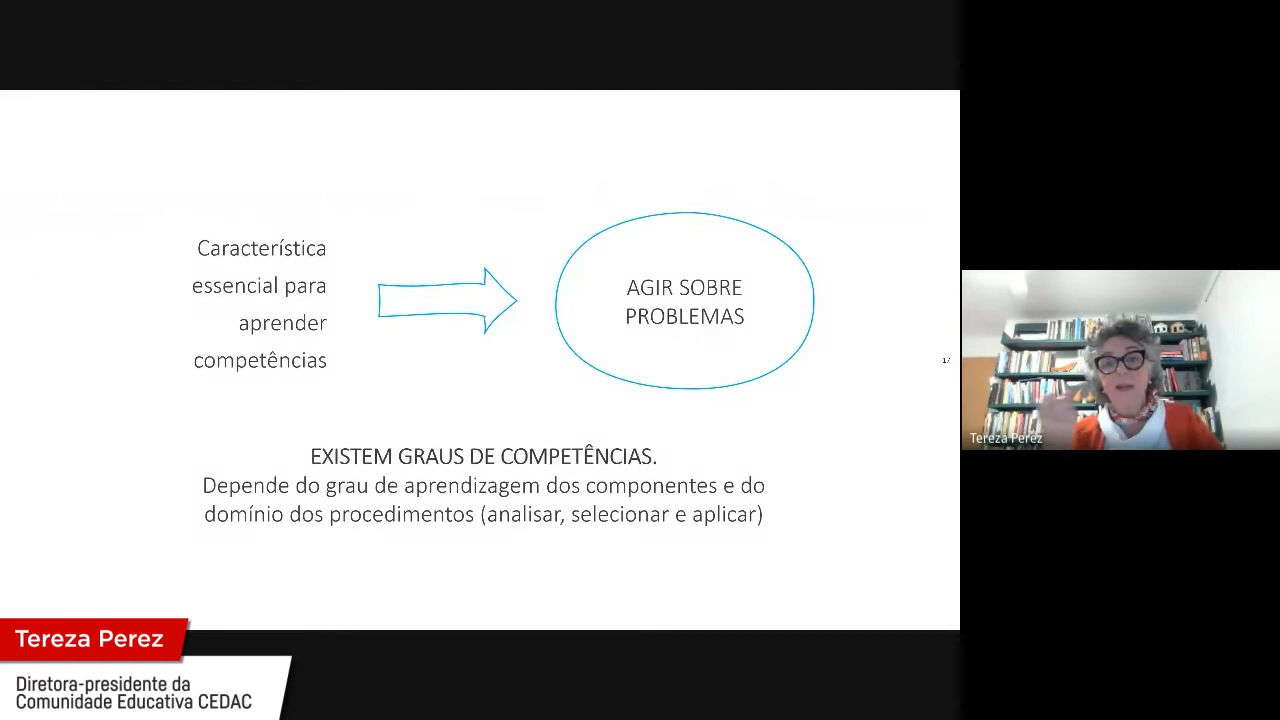 Característica
essencial para
aprender
competências
AGIR SOBRE
PROBLEMAS
17
EXISTEM GRAUS DE COMPETÊNCIAS.
Depende do grau de aprendizagem dos componentes e do
domínio dos procedimentos (analisar, selecionar e aplicar)
Tereza Perez
Tereza Perez
Diretora-presidente da
Comunidade Educativa CEDAC